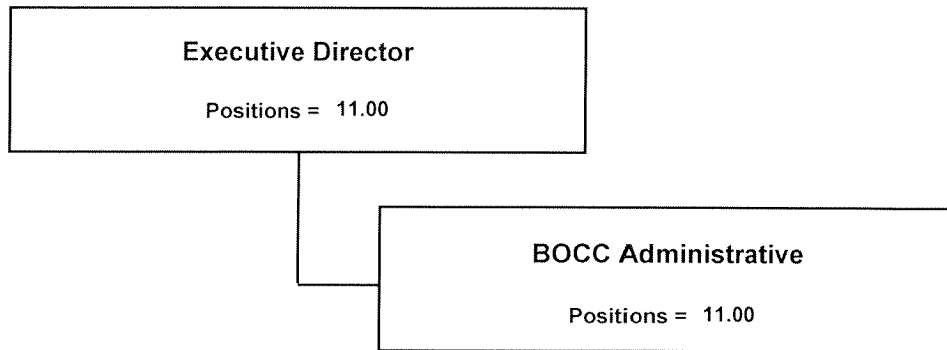 Executive Director
Positions = 11.00
BOCC Administrative
Positions = 11.00